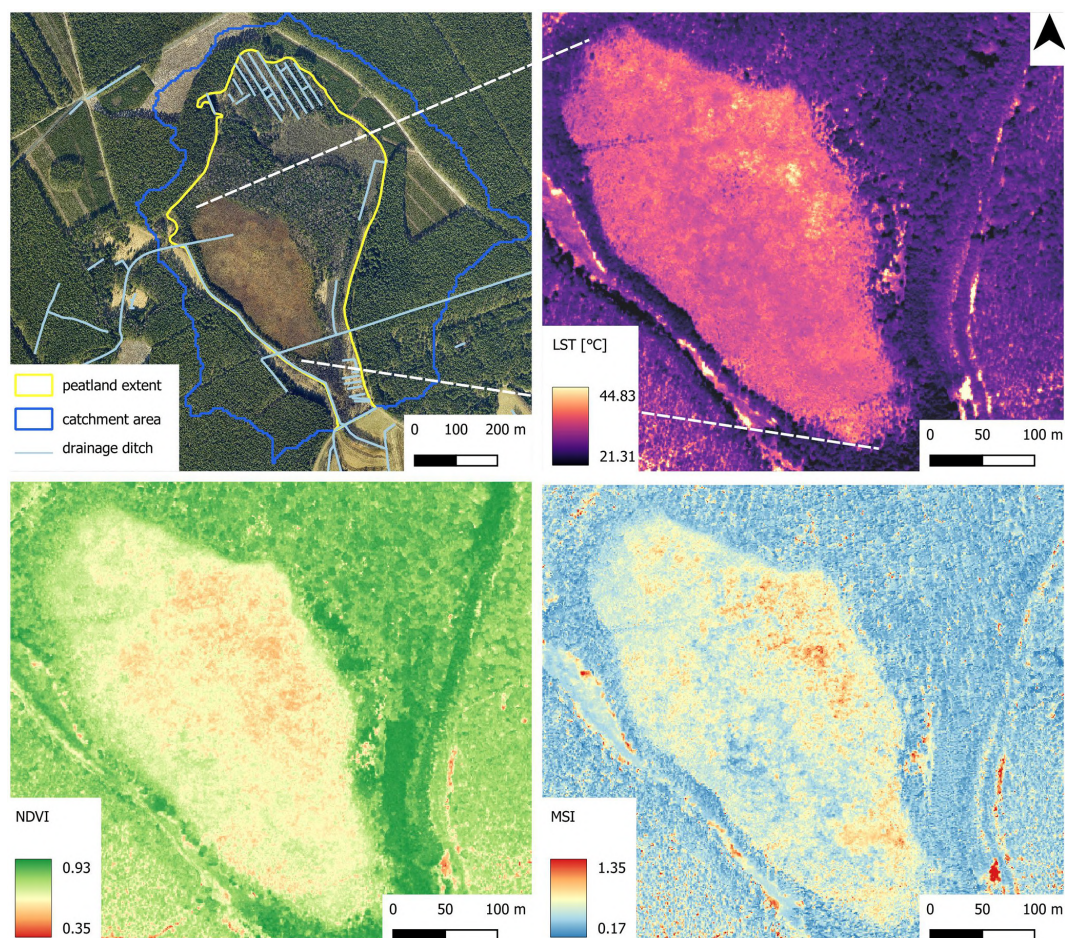 peatland extent
catchment area
drainage ditch
0 100 200 m
LST [°C]
44.83
21.31
0 50 100 m
NDVI
0.93
0.35
0 50 100 m
MSI
1.35
0.17
0 50 100 m